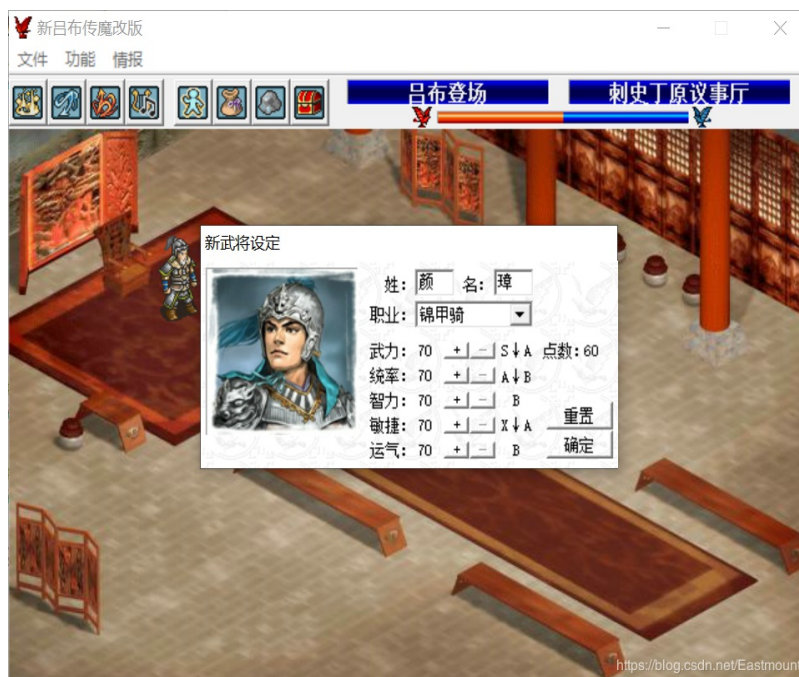 新吕布传魔改版
文件 功能 情报
吕布登场 刺史丁原议事厅
新武将设定
姓: 颜 名: 璋
职业: 锦甲骑
武力: 70 + - S↓A 点数:60
统率: 70 + - A↓B
智力: 70 + - B
重置
敏捷: 70 + - X↓A
确定
运气: 70 + - B
https://blog.csdn.net/Eastmount